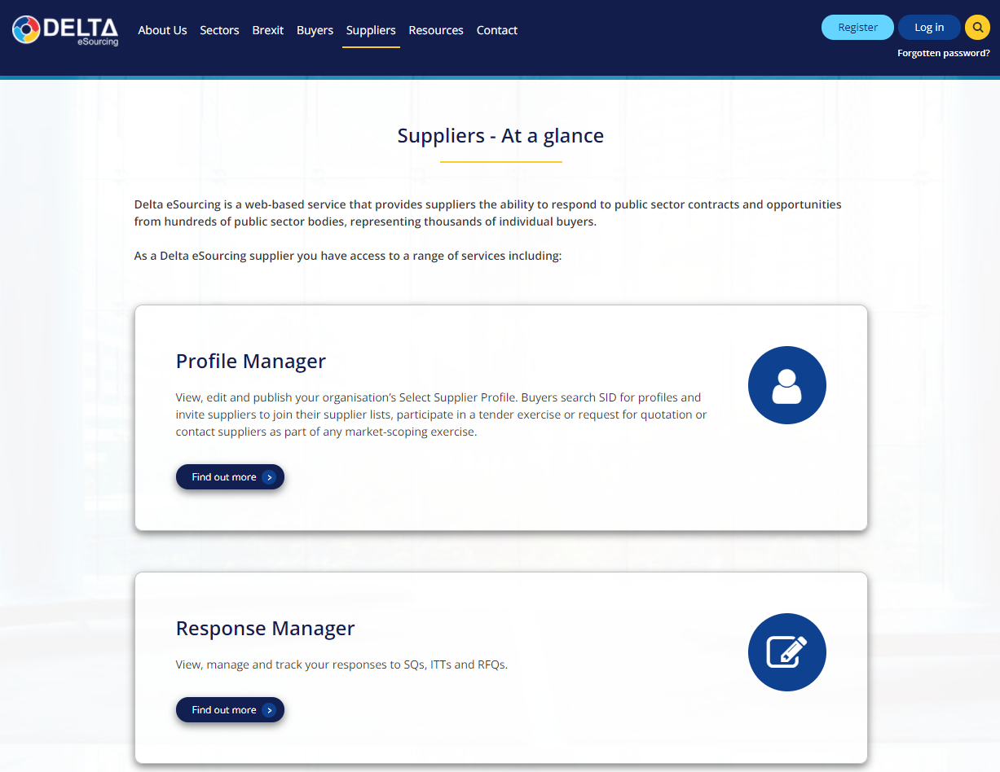 DELTA
eSourcing
About Us Sectors Brexit Buyers Suppliers Resources Contact
Register Log in
Forgotten password?
Suppliers - At a glance
Delta eSourcing is a web-based service that provides suppliers the ability to respond to public sector contracts and opportunities
from hundreds of public sector bodies, representing thousands of individual buyers.
As a Delta eSourcing supplier you have access to a range of services including:
Profile Manager
View, edit and publish your organisation’s Select Supplier Profile. Buyers search SID for profiles and
invite suppliers to join their supplier lists, participate in a tender exercise or request for quotation or
contact suppliers as part of any market-scoping exercise.
Find out more
Response Manager
View, manage and track your responses to SQs, ITTs and RFQs.
Find out more